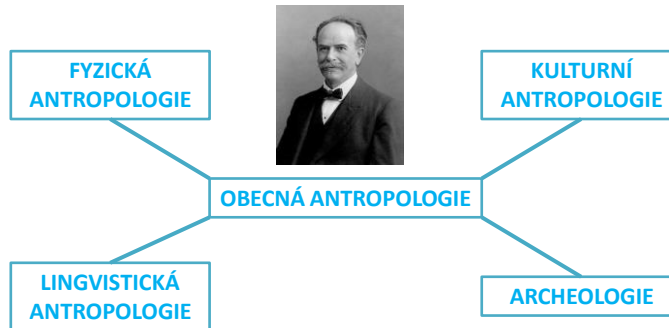 FYZICKÁ
ANTROPOLOGIE
KULTURNÍ
ANTROPOLOGIE
OBECNÁ ANTROPOLOGIE
LINGVISTICKÁ
ANTROPOLOGIE
ARCHEOLOGIE